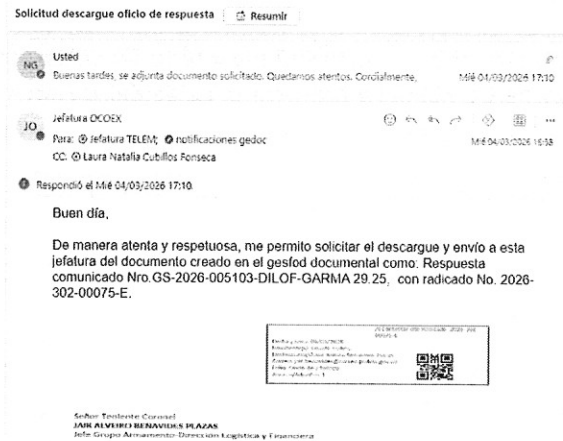 Solicitud descargue oficio de respuesta Resumir
NG Usted
Buenas tardes, se adjunta documento solicitado. Quedamos atentos. Cordialmente, Mié 04/03/2026 17:10
JO Jefatura OCOEX
Para: Jefatura TELEM; notificaciones gedoc Mié 04/03/2026 16:38
CC: Laura Natalia Cubillos Fonseca
Respondió el Mié 04/03/2026 17:10.
Buen día,
De manera atenta y respetuosa, me permito solicitar el descargue y envío a esta
jefatura del documento creado en el gesfod documental como: Respuesta
comunicado Nro.GS-2026-005103-DILOF-GARMA 29.25, con radicado No. 2026-
302-00075-E.
Señor Teniente Coronel
JAIR ALVEIRO BENAVIDES PLAZAS
Jefe Grupo Armamento-Dirección Logística y Financiera